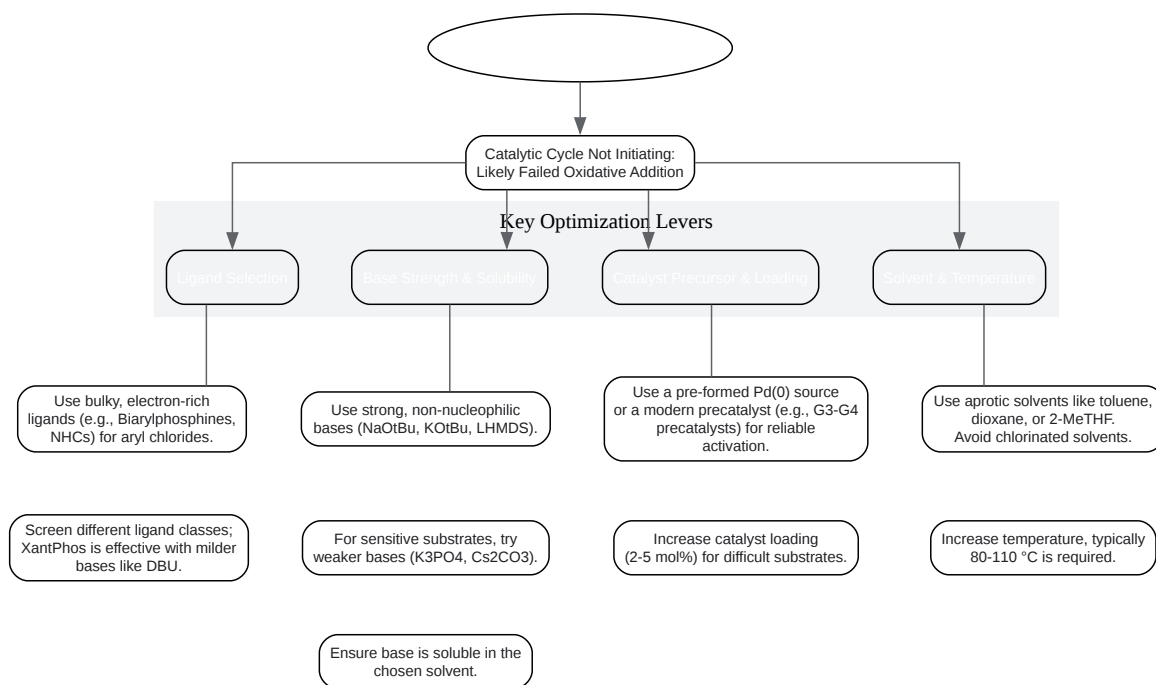 Catalytic Cycle Not Initiating:
Likely Failed Oxidative Addition
Key Optimization Levers
Ligand Selection
Base Strength & Solubility
Catalyst Precursor & Loading
Solvent & Temperature
Use bulky, electron-rich
ligands (e.g., Biarylphosphines,
NHCs) for aryl chlorides.
Use strong, non-nucleophilic
bases (NaOtBu, KOtBu, LHMDS).
Use a pre-formed Pd(0) source
or a modern precatalyst (e.g., G3-G4
precatalysts) for reliable
activation.
Use aprotic solvents like toluene,
dioxane, or 2-MeTHF.
Avoid chlorinated solvents.
Screen different ligand classes;
XantPhos is effective with milder
bases like DBU.
For sensitive substrates, try
weaker bases (K3PO4, Cs2CO3).
Increase catalyst loading
(2-5 mol%) for difficult substrates.
Increase temperature, typically
80-110 °C is required.
Ensure base is soluble in the
chosen solvent.